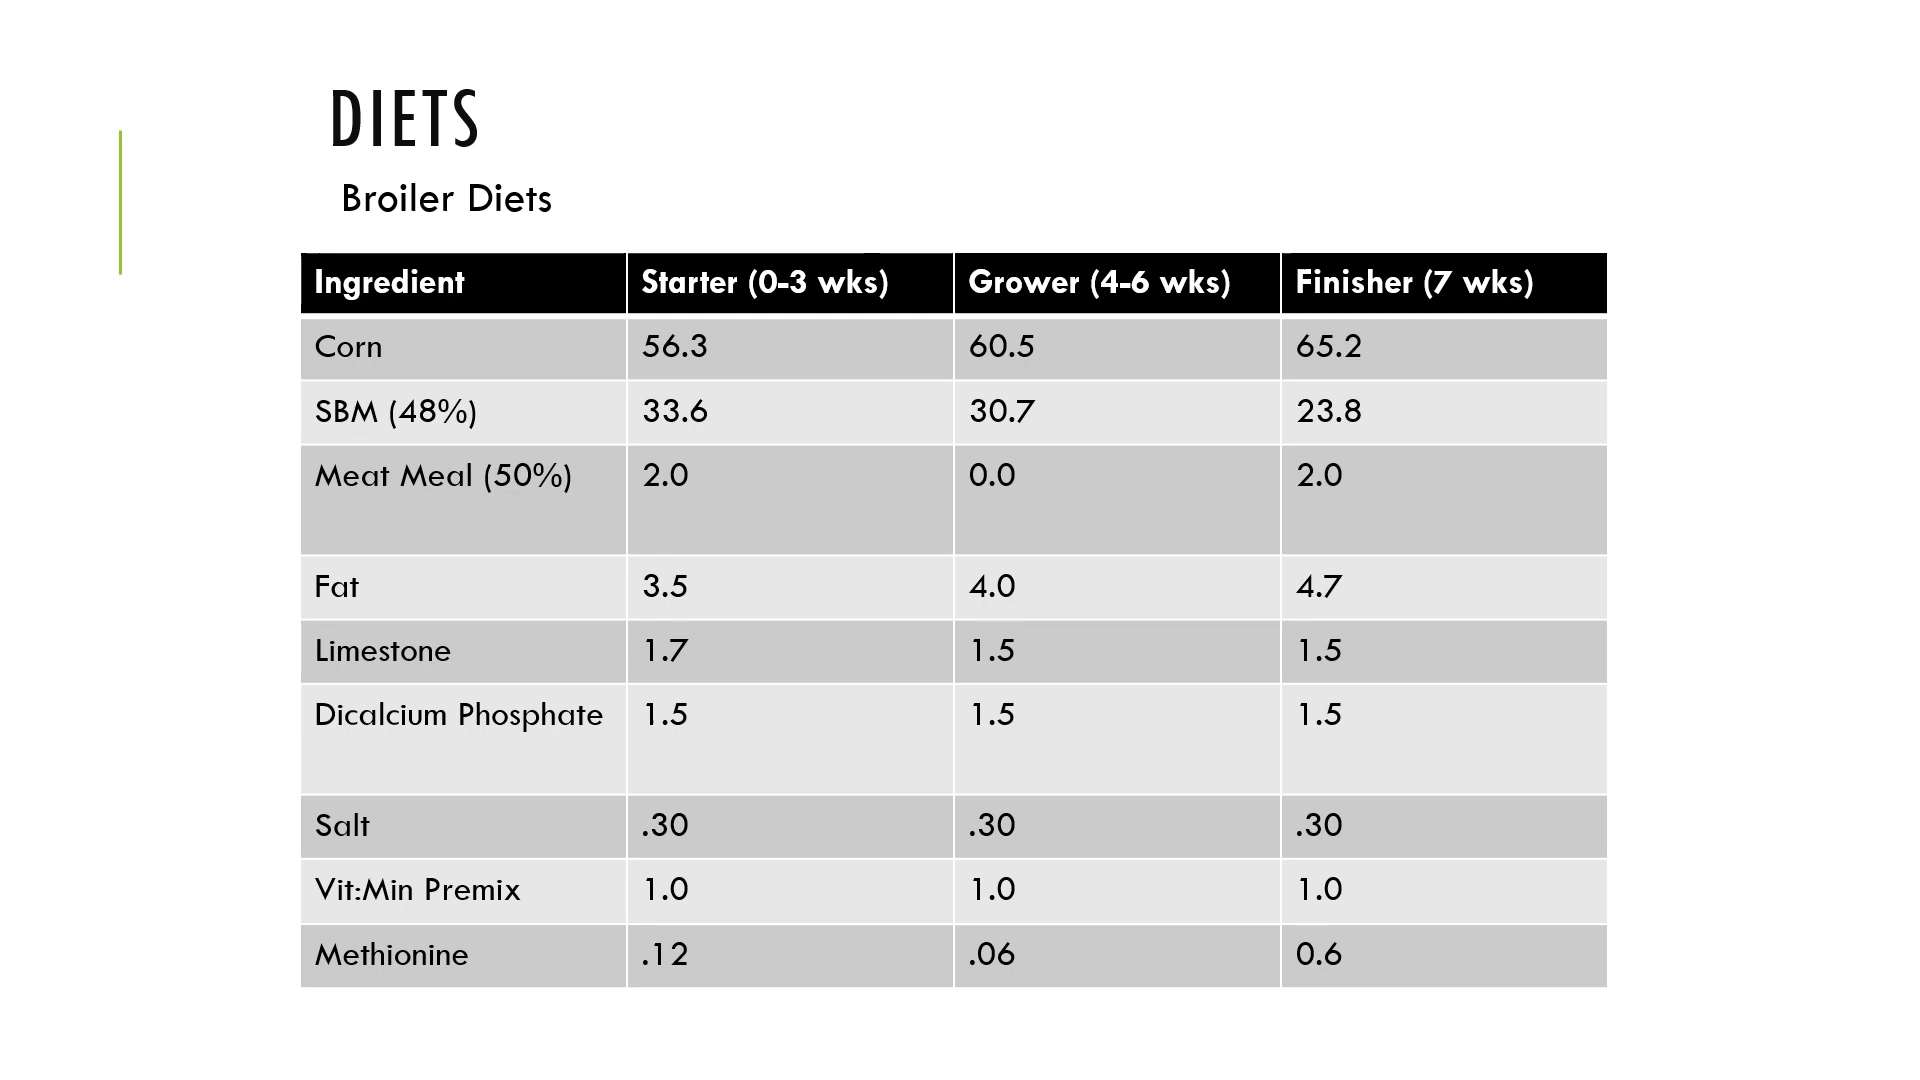 DIETS
Broiler Diets
Ingredient Starter (0-3 wks) Grower (4-6 wks) Finisher (7 wks)
Corn 56.3 60.5 65.2
SBM (48%) 33.6 30.7 23.8
Meat Meal (50%) 2.0 0.0 2.0
Fat 3.5 4.0 4.7
Limestone 1.7 1.5 1.5
Dicalcium Phosphate 1.5 1.5 1.5
Salt .30 .30 .30
Vit:Min Premix 1.0 1.0 1.0
Methionine .12 .06 0.6